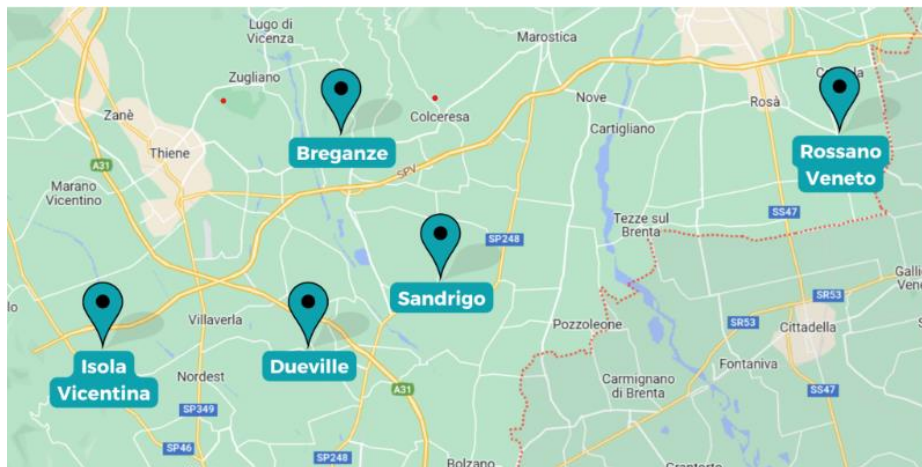 Lugo di
Vicenza
Marostica
Zugliano
Zanè
Colceresa
Nove
Rosà
Thiene
Breganze
Cartigliano
Rossano
Veneto
A31
SPV
Marano
Vicentino
Tezze sul
Brenta
SS47
SP248
Sandrigo
SR53
Villaverla
Pozzoleone
SR53
Cittadella
Isola
Vicentina
Dueville
Nordest
Fontaniva
A31
Carmignano
di Brenta
SS47
SP349
SP46
SP248
Bolzano